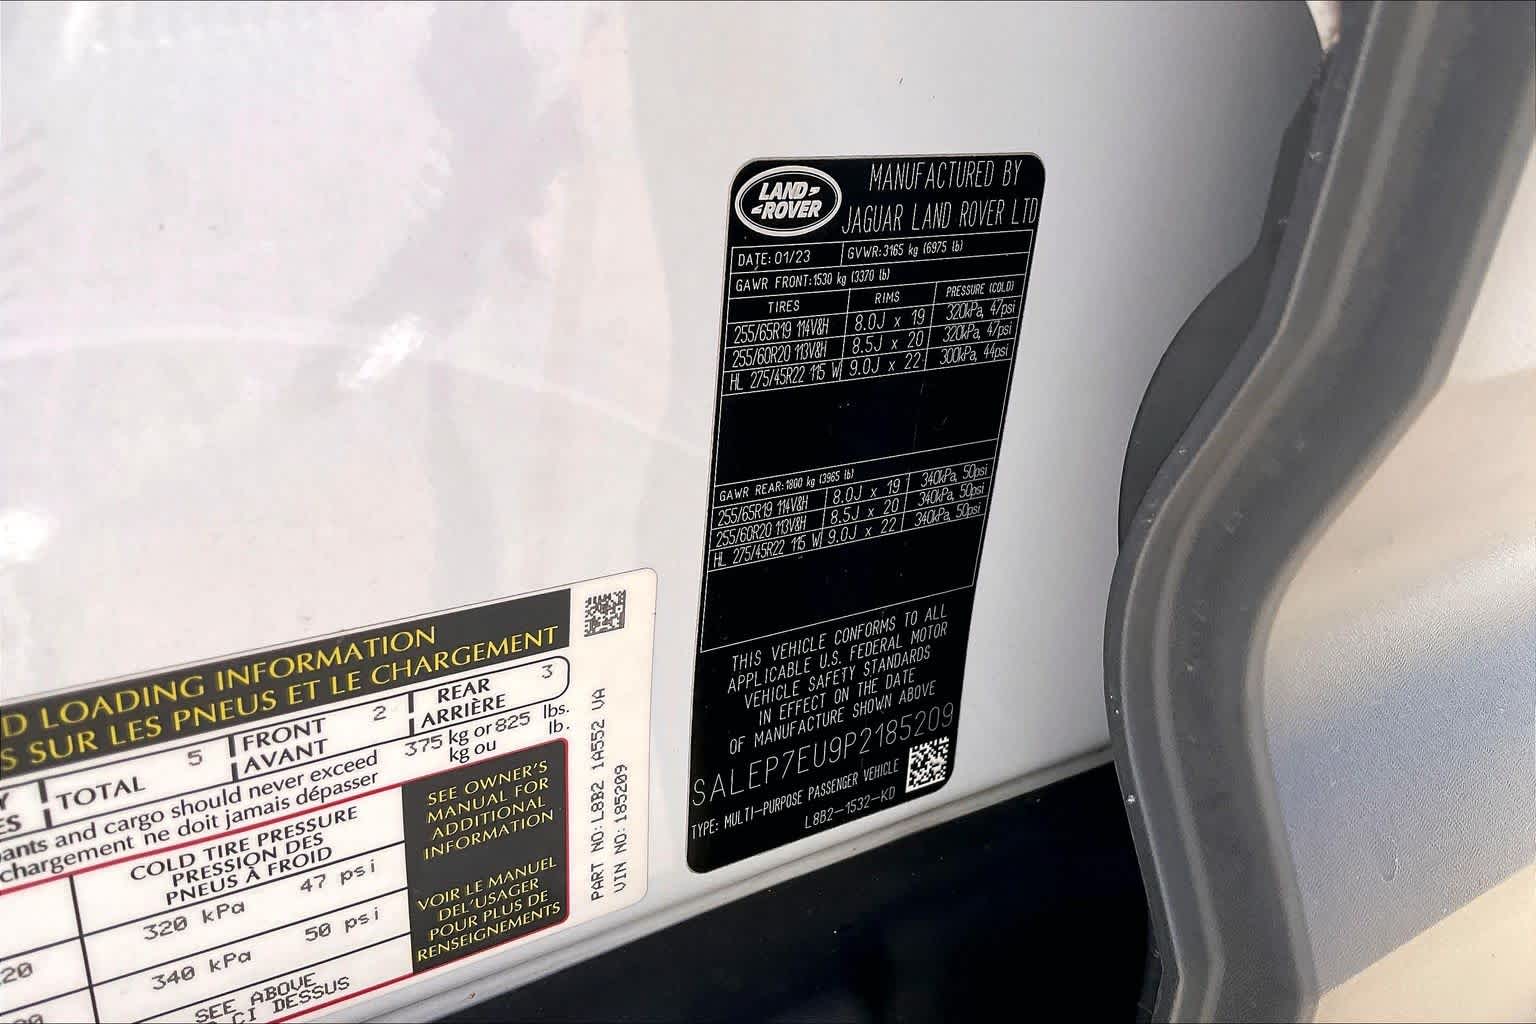 LAND ROVER
MANUFACTURED BY
JAGUAR LAND ROVER LTD
DATE: 01/23 GVWR: 3165 kg (6975 lb)
GAWR FRONT: 1530 kg (3370 lb)
TIRES RIMS PRESSURE (COLD)
255/65R19 114V&H 8.0J x 19 320kPa, 47psi
255/60R20 113V&H 8.5J x 20 320kPa, 47psi
HL 275/45R22 115 W 9.0J x 22 300kPa, 44psi
GAWR REAR: 1800 kg (3965 lb)
255/65R19 114V&H 8.0J x 19 340kPa, 50psi
255/60R20 113V&H 8.5J x 20 340kPa, 50psi
HL 275/45R22 115 W 9.0J x 22 340kPa, 50psi
THIS VEHICLE CONFORMS TO ALL
APPLICABLE U.S. FEDERAL MOTOR
VEHICLE SAFETY STANDARDS
IN EFFECT ON THE DATE
OF MANUFACTURE SHOWN ABOVE
SALEP7EU9P2185209
TYPE: MULTI-PURPOSE PASSENGER VEHICLE
L8B2-1532-KD
D LOADING INFORMATION
S SUR LES PNEUS ET LE CHARGEMENT
Y TOTAL 5 FRONT 2 REAR 3
ES AVANT ARRIÈRE
pants and cargo should never exceed 375 kg or 825 lbs.
chargement ne doit jamais dépasser kg ou lb.
COLD TIRE PRESSURE
PRESSION DES
PNEUS À FROID
320 kPa 47 psi
20 340 kPa 50 psi
SEE ABOVE
CI DESSUS
SEE OWNER'S
MANUAL FOR
ADDITIONAL
INFORMATION
VOIR LE MANUEL
DEL'USAGER
POUR PLUS DE
RENSEIGNEMENTS
PART NO: L8B2 1A552 VA
VIN NO: 185209